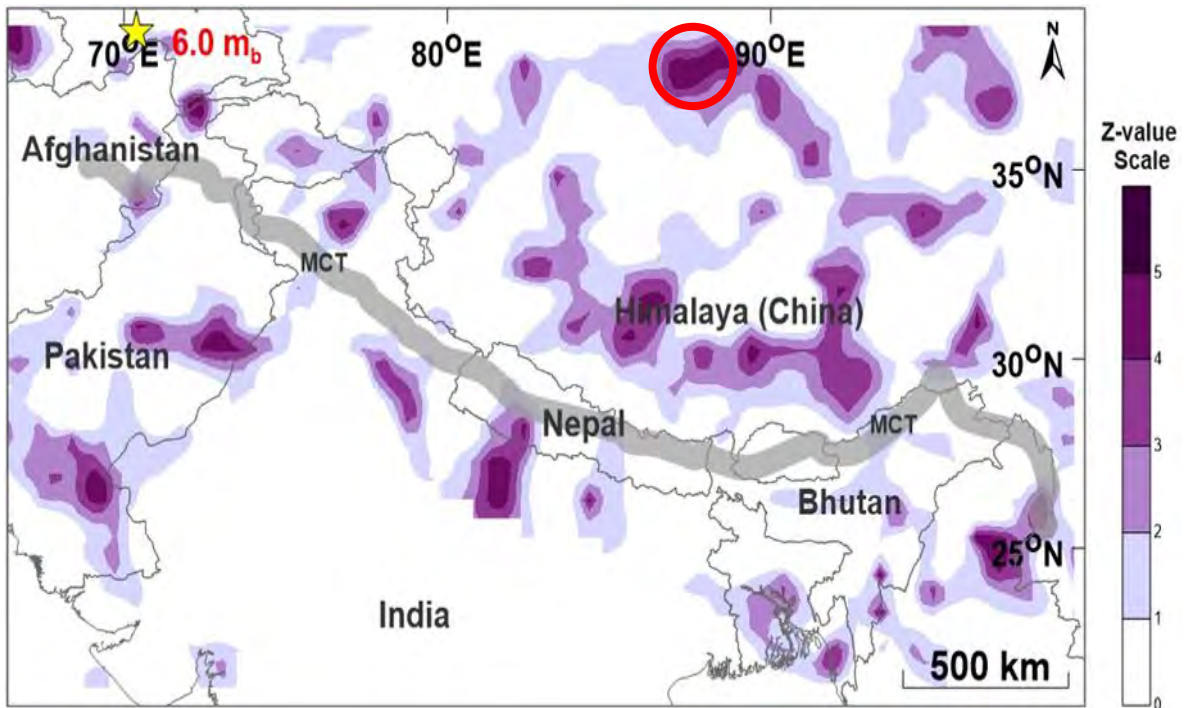 70°E
6.0 m_b
80°E
90°E
N
Z-value
Scale
Afghanistan
35°N
MCT
5
Himalaya (China)
4
Pakistan
30°N
Nepal
MCT
3
Bhutan
2
25°N
India
1
500 km
0